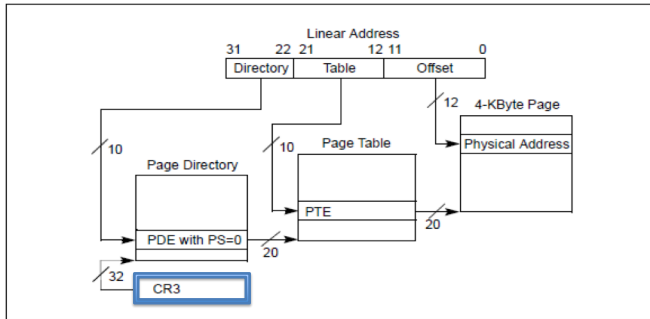 Linear Address
31 22 21 12 11 0
Directory Table Offset
12
4-KByte Page
10
10
Page Table
Physical Address
Page Directory
PTE
20
PDE with PS=0
20
32
CR3